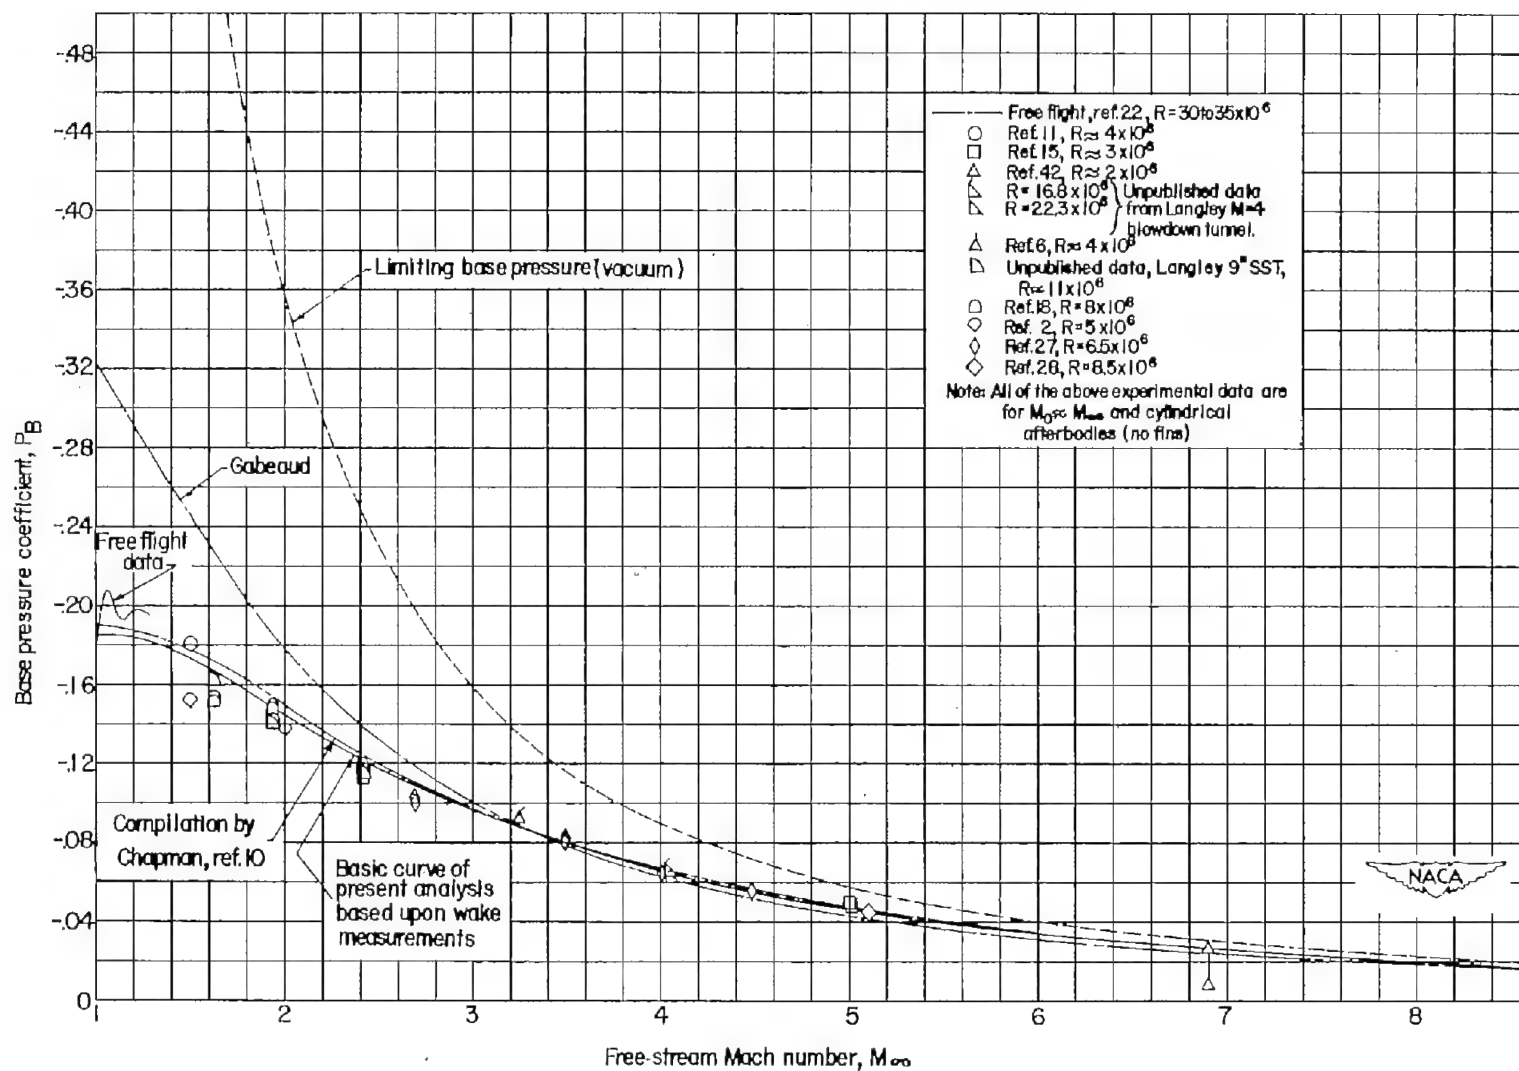 -.48
-.44
-.40
-.36
-.32
-.28
-.24
-.20
-.16
-.12
-.08
-.04
0
Base pressure coefficient, P_B
1 2 3 4 5 6 7 8
Free-stream Mach number, M∞
Free flight, ref. 22, R = 30 to 35x10⁶
Ref. 11, R ≈ 4x10⁶
Ref. 15, R ≈ 3x10⁶
Ref. 42, R ≈ 2x10⁶
R = 16.8x10⁶
R = 22.3x10⁶
Unpublished data
from Langley M=4
blowdown tunnel.
Ref. 6, R ≈ 4x10⁶
Unpublished data, Langley 9" SST,
R ≈ 11x10⁶
Ref. 18, R = 8x10⁶
Ref. 2, R = 5x10⁶
Ref. 27, R = 6.5x10⁶
Ref. 28, R = 8.5x10⁶
Note: All of the above experimental data are
for M₀ ≈ M∞ and cylindrical
afterbodies (no fins)
Limiting base pressure (vacuum)
Gabeaud
Free flight
data
Compilation by
Chapman, ref. 10
Basic curve of
present analysis
based upon wake
measurements
NACA